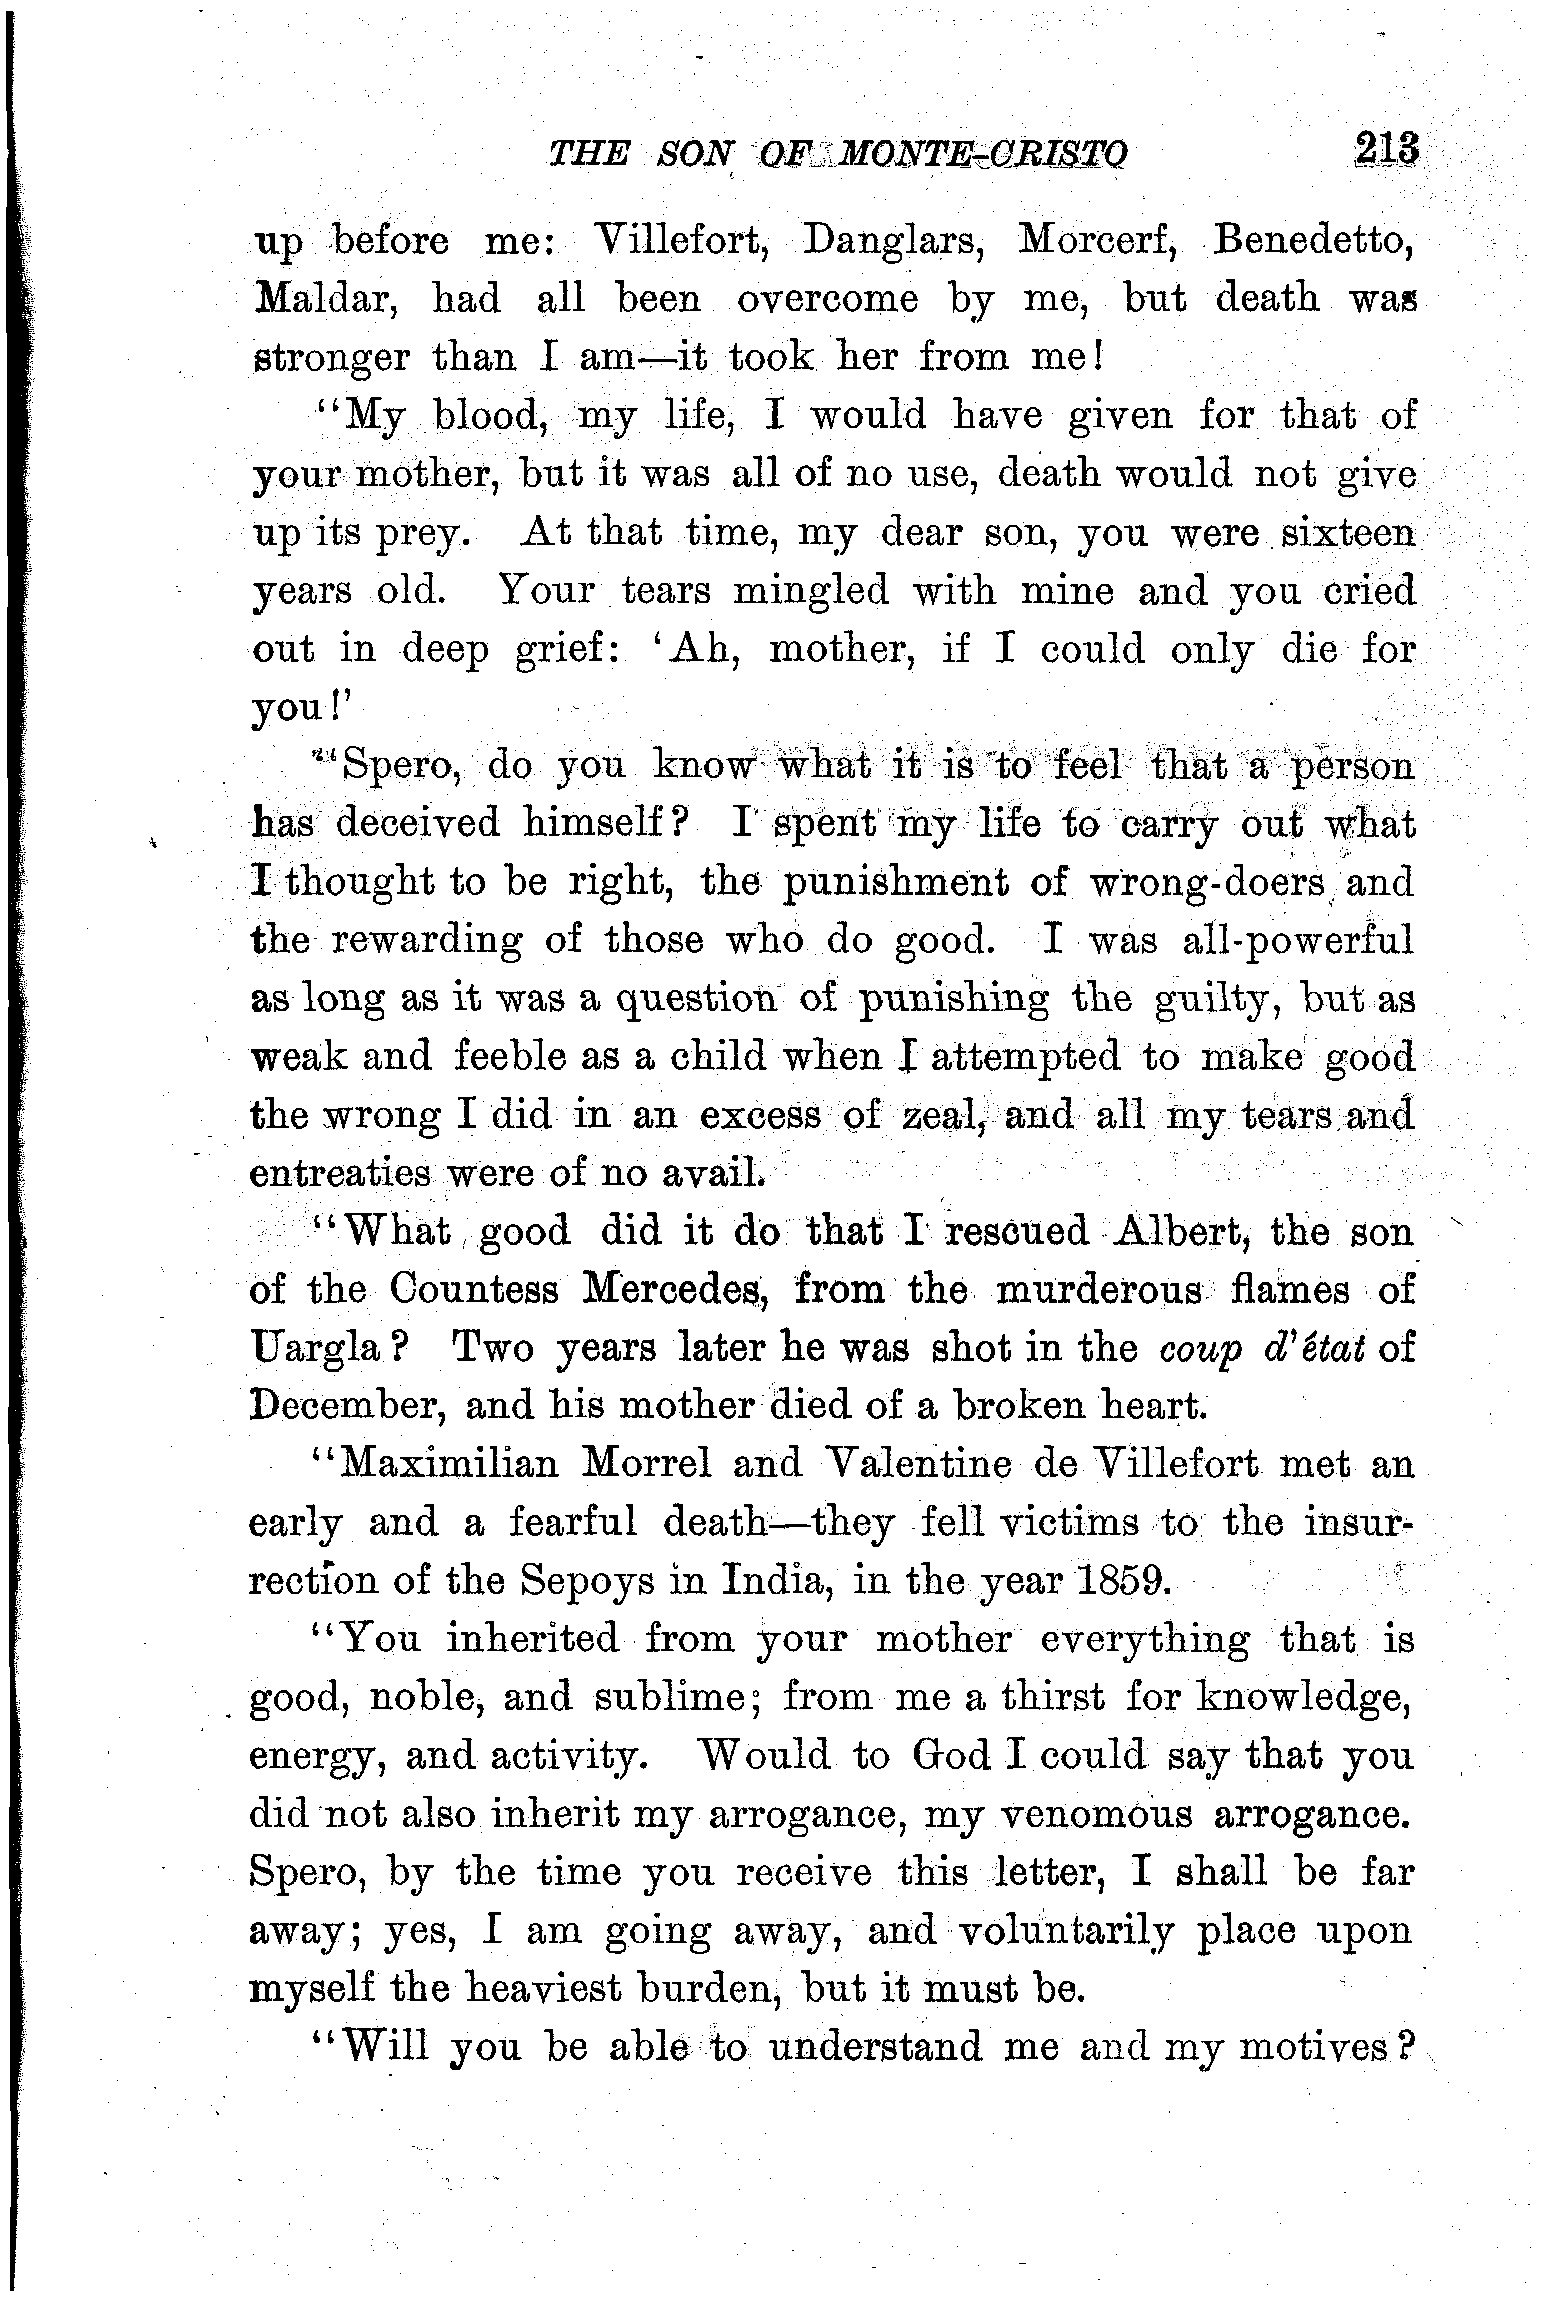 THE SON OF MONTE-CRISTO 213
up before me: Villefort, Danglars, Morcerf, Benedetto,
Maldar, had all been overcome by me, but death was
stronger than I am—it took her from me!
"My blood, my life, I would have given for that of
your mother, but it was all of no use, death would not give
up its prey. At that time, my dear son, you were sixteen
years old. Your tears mingled with mine and you cried
out in deep grief: 'Ah, mother, if I could only die for
you!'
"Spero, do you know what it is to feel that a person
has deceived himself? I spent my life to carry out what
I thought to be right, the punishment of wrong-doers and
the rewarding of those who do good. I was all-powerful
as long as it was a question of punishing the guilty, but as
weak and feeble as a child when I attempted to make good
the wrong I did in an excess of zeal, and all my tears and
entreaties were of no avail.
"What good did it do that I rescued Albert, the son
of the Countess Mercedes, from the murderous flames of
Uargla? Two years later he was shot in the coup d'état of
December, and his mother died of a broken heart.
"Maximilian Morrel and Valentine de Villefort met an
early and a fearful death—they fell victims to the insur-
rection of the Sepoys in India, in the year 1859.
"You inherited from your mother everything that is
good, noble, and sublime; from me a thirst for knowledge,
energy, and activity. Would to God I could say that you
did not also inherit my arrogance, my venomous arrogance.
Spero, by the time you receive this letter, I shall be far
away; yes, I am going away, and voluntarily place upon
myself the heaviest burden, but it must be.
"Will you be able to understand me and my motives?